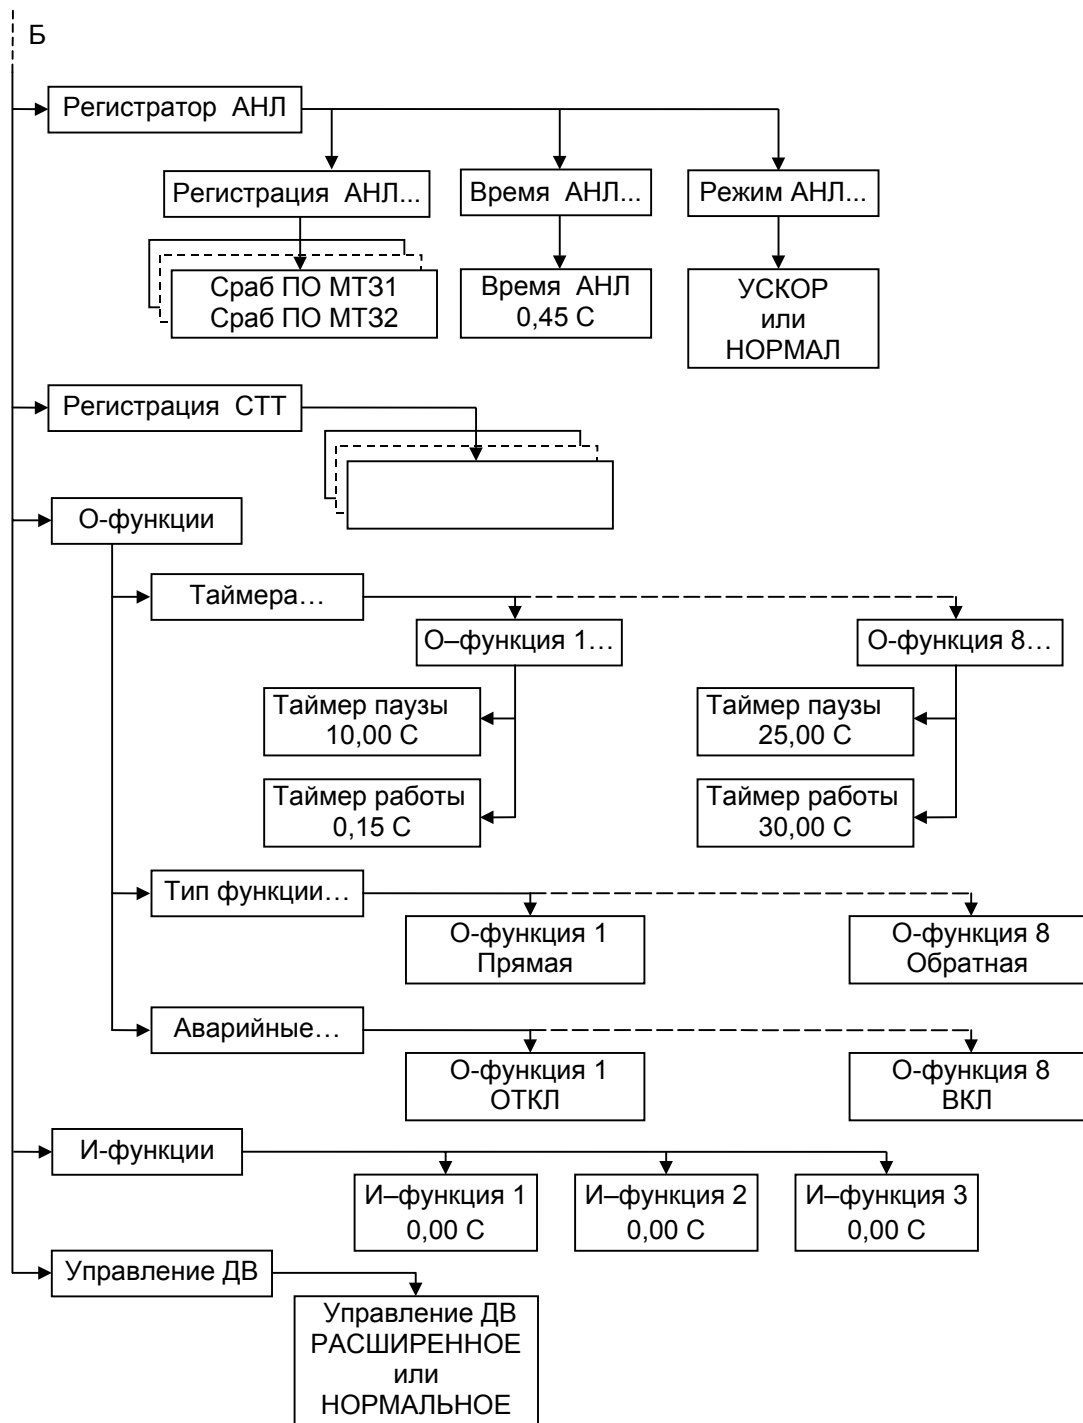 Б
Регистратор АНЛ
Регистрация АНЛ...
Время АНЛ...
Режим АНЛ...
Сраб ПО МТЗ1
Сраб ПО МТЗ2
Время АНЛ
0,45 С
УСКОР
или
НОРМАЛ
Регистрация СТТ
О-функции
Таймера…
О–функция 1…
О-функция 8…
Таймер паузы
10,00 С
Таймер паузы
25,00 С
Таймер работы
0,15 С
Таймер работы
30,00 С
Тип функции…
О-функция 1
Прямая
О-функция 8
Обратная
Аварийные…
О-функция 1
ОТКЛ
О-функция 8
ВКЛ
И-функции
И–функция 1
0,00 С
И–функция 2
0,00 С
И–функция 3
0,00 С
Управление ДВ
Управление ДВ
РАСШИРЕННОЕ
или
НОРМАЛЬНОЕ